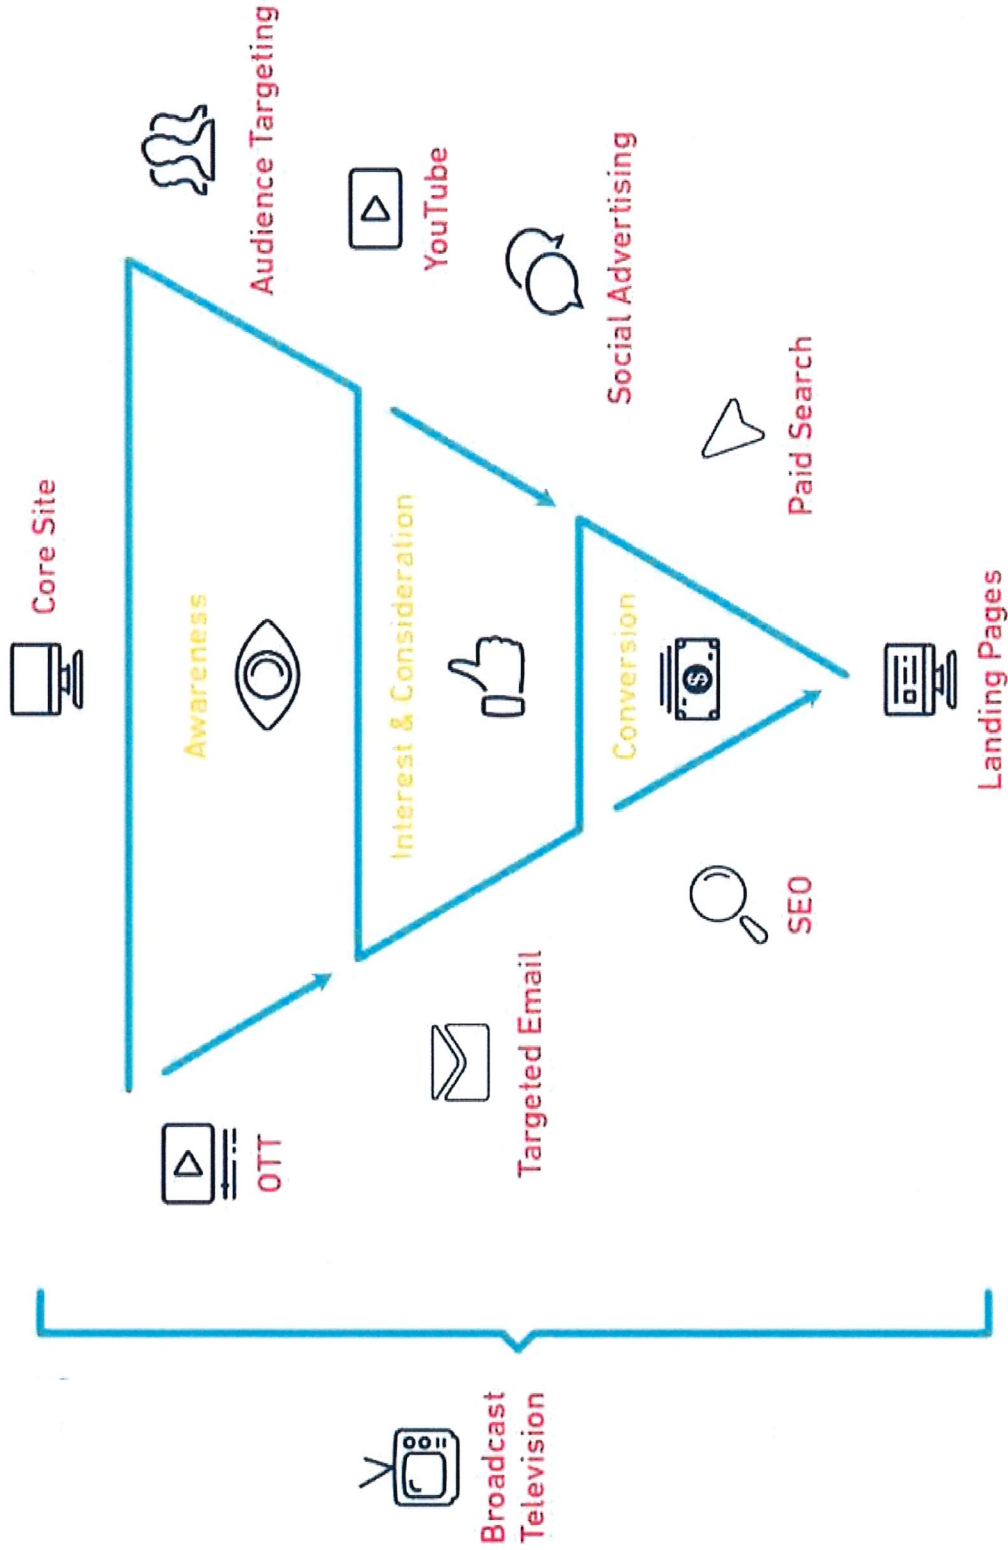 Core Site
Audience Targeting
Awareness
OTT
YouTube
Interest & Consideration
Targeted Email
Social Advertising
Conversion
Broadcast
Television
SEO
Paid Search
Landing Pages